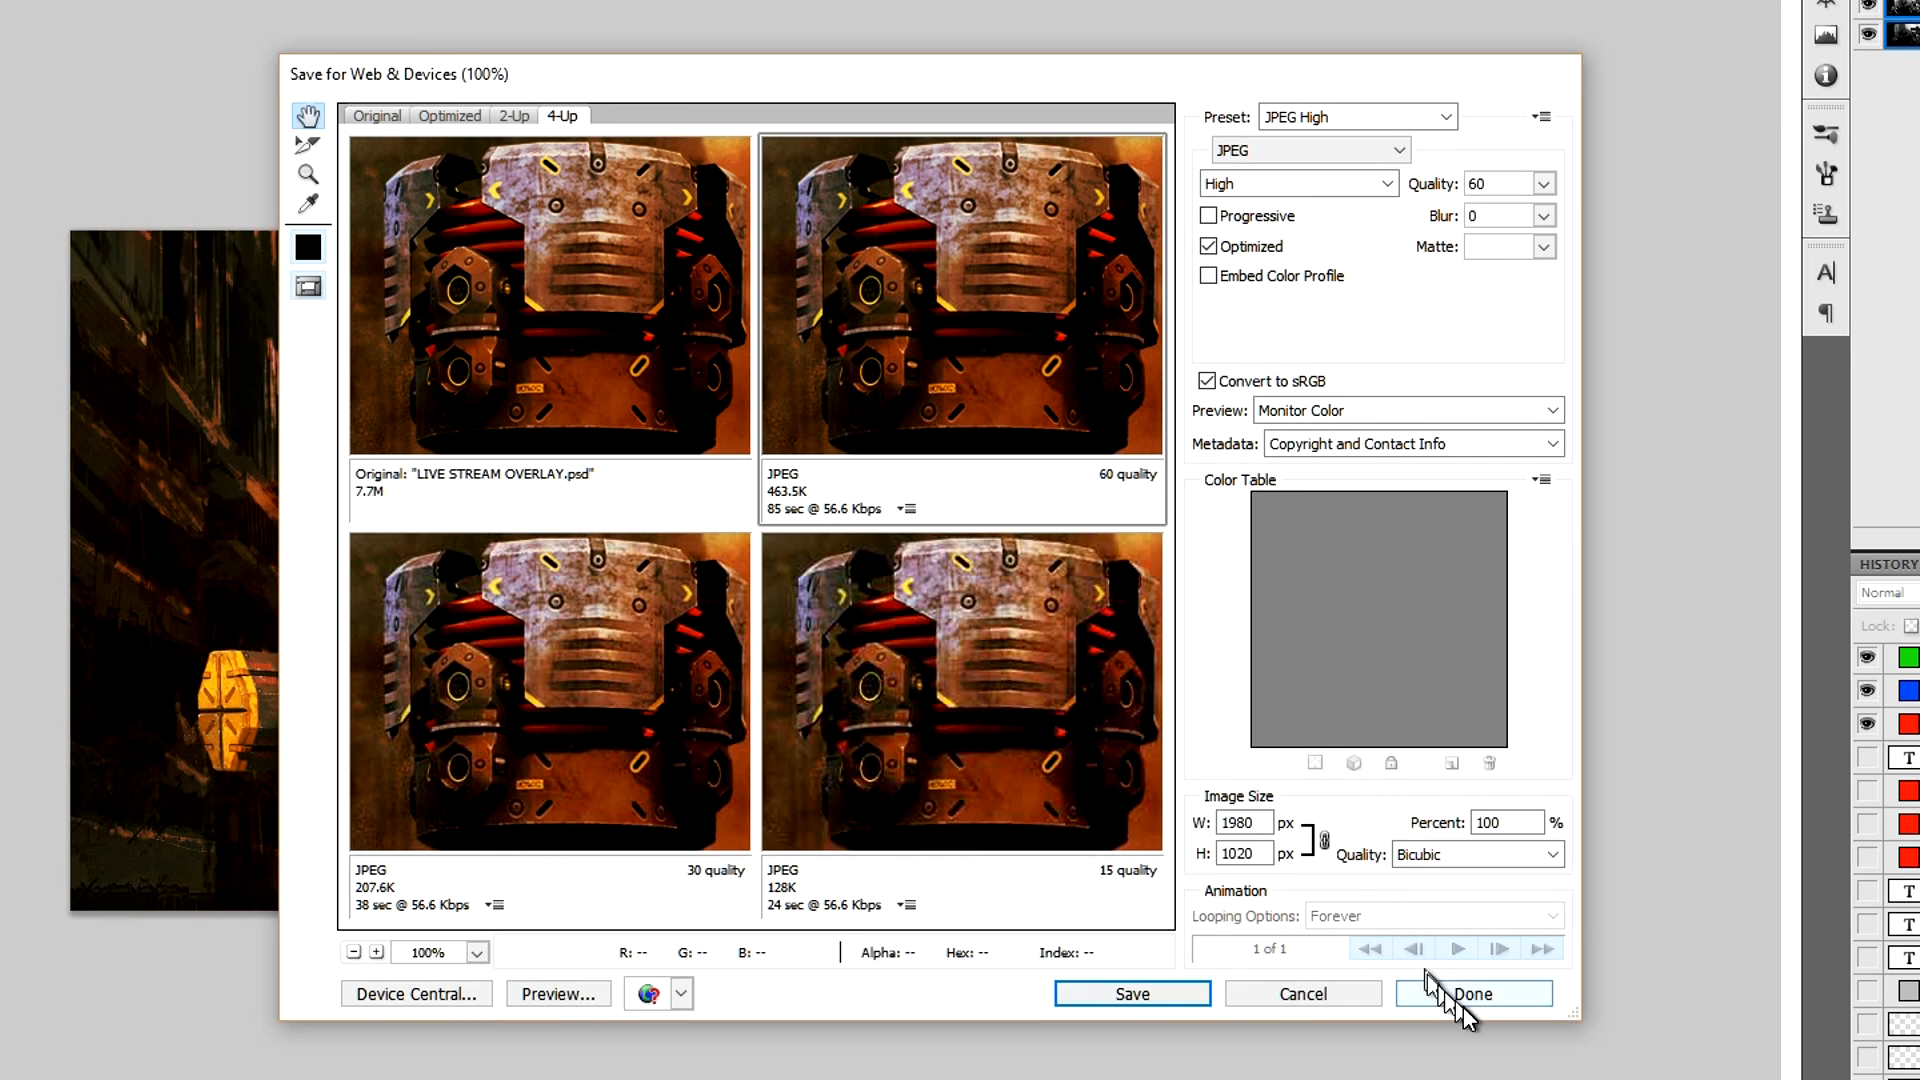 Save for Web & Devices (100%)
Original
Optimized
2-Up
4-Up
Original: "LIVE STREAM OVERLAY.psd"
7.7M
JPEG
60 quality
463.5K
85 sec @ 56.6 Kbps
JPEG
30 quality
207.6K
38 sec @ 56.6 Kbps
JPEG
15 quality
128K
24 sec @ 56.6 Kbps
100%
R: --
G: --
B: --
Alpha: --
Hex: --
Index: --
Device Central...
Preview...
Save
Cancel
Done
Preset: JPEG High
JPEG
High
Quality: 60
Progressive
Blur: 0
Optimized
Matte:
Embed Color Profile
Convert to sRGB
Preview: Monitor Color
Metadata: Copyright and Contact Info
Color Table
Image Size
W: 1980 px
Percent: 100 %
H: 1020 px
Quality: Bicubic
Animation
Looping Options: Forever
1 of 1
A
HISTORY
Normal
Lock:
T
T
T
T